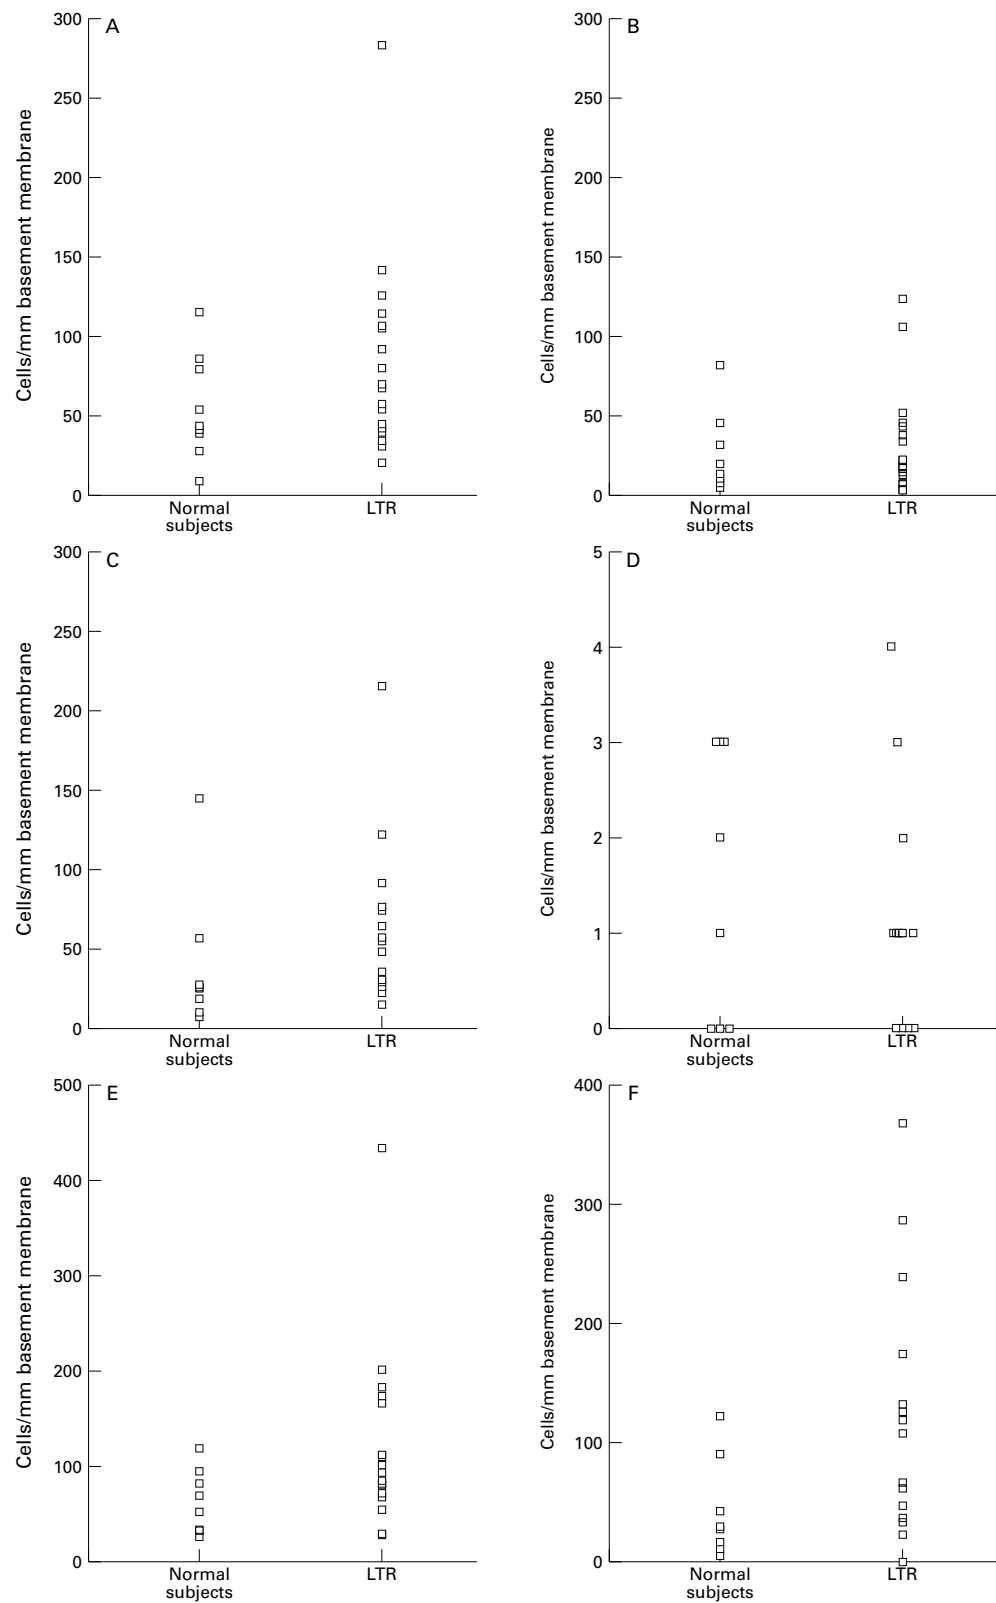 A
300
250
200
150
100
50
0
Cells/mm basement membrane
Normal
subjects
LTR
B
300
250
200
150
100
50
0
Cells/mm basement membrane
Normal
subjects
LTR
C
300
250
200
150
100
50
0
Cells/mm basement membrane
Normal
subjects
LTR
D
5
4
3
2
1
0
Cells/mm basement membrane
Normal
subjects
LTR
E
500
400
300
200
100
0
Cells/mm basement membrane
Normal
subjects
LTR
F
400
300
200
100
0
Cells/mm basement membrane
Normal
subjects
LTR